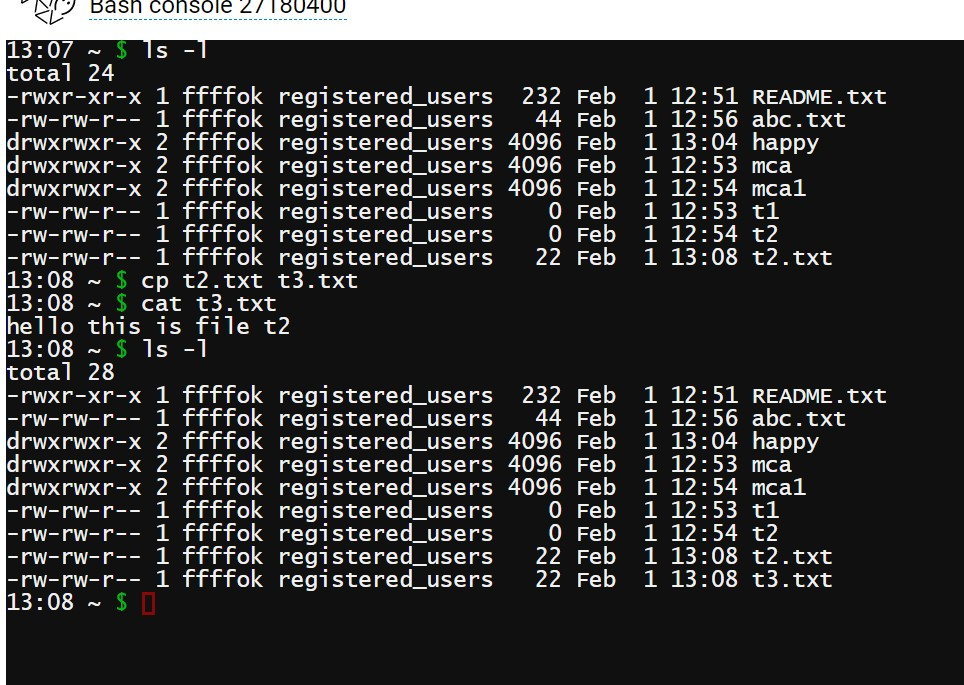 Bash console 27180400
13:07 ~ $ ls -l
total 24
-rwxr-xr-x 1 ffffok registered_users  232 Feb  1 12:51 README.txt
-rw-rw-r-- 1 ffffok registered_users   44 Feb  1 12:56 abc.txt
drwxrwxr-x 2 ffffok registered_users 4096 Feb  1 13:04 happy
drwxrwxr-x 2 ffffok registered_users 4096 Feb  1 12:53 mca
drwxrwxr-x 2 ffffok registered_users 4096 Feb  1 12:54 mca1
-rw-rw-r-- 1 ffffok registered_users    0 Feb  1 12:53 t1
-rw-rw-r-- 1 ffffok registered_users    0 Feb  1 12:54 t2
-rw-rw-r-- 1 ffffok registered_users   22 Feb  1 13:08 t2.txt
13:08 ~ $ cp t2.txt t3.txt
13:08 ~ $ cat t3.txt
hello this is file t2
13:08 ~ $ ls -l
total 28
-rwxr-xr-x 1 ffffok registered_users  232 Feb  1 12:51 README.txt
-rw-rw-r-- 1 ffffok registered_users   44 Feb  1 12:56 abc.txt
drwxrwxr-x 2 ffffok registered_users 4096 Feb  1 13:04 happy
drwxrwxr-x 2 ffffok registered_users 4096 Feb  1 12:53 mca
drwxrwxr-x 2 ffffok registered_users 4096 Feb  1 12:54 mca1
-rw-rw-r-- 1 ffffok registered_users    0 Feb  1 12:53 t1
-rw-rw-r-- 1 ffffok registered_users    0 Feb  1 12:54 t2
-rw-rw-r-- 1 ffffok registered_users   22 Feb  1 13:08 t2.txt
-rw-rw-r-- 1 ffffok registered_users   22 Feb  1 13:08 t3.txt
13:08 ~ $